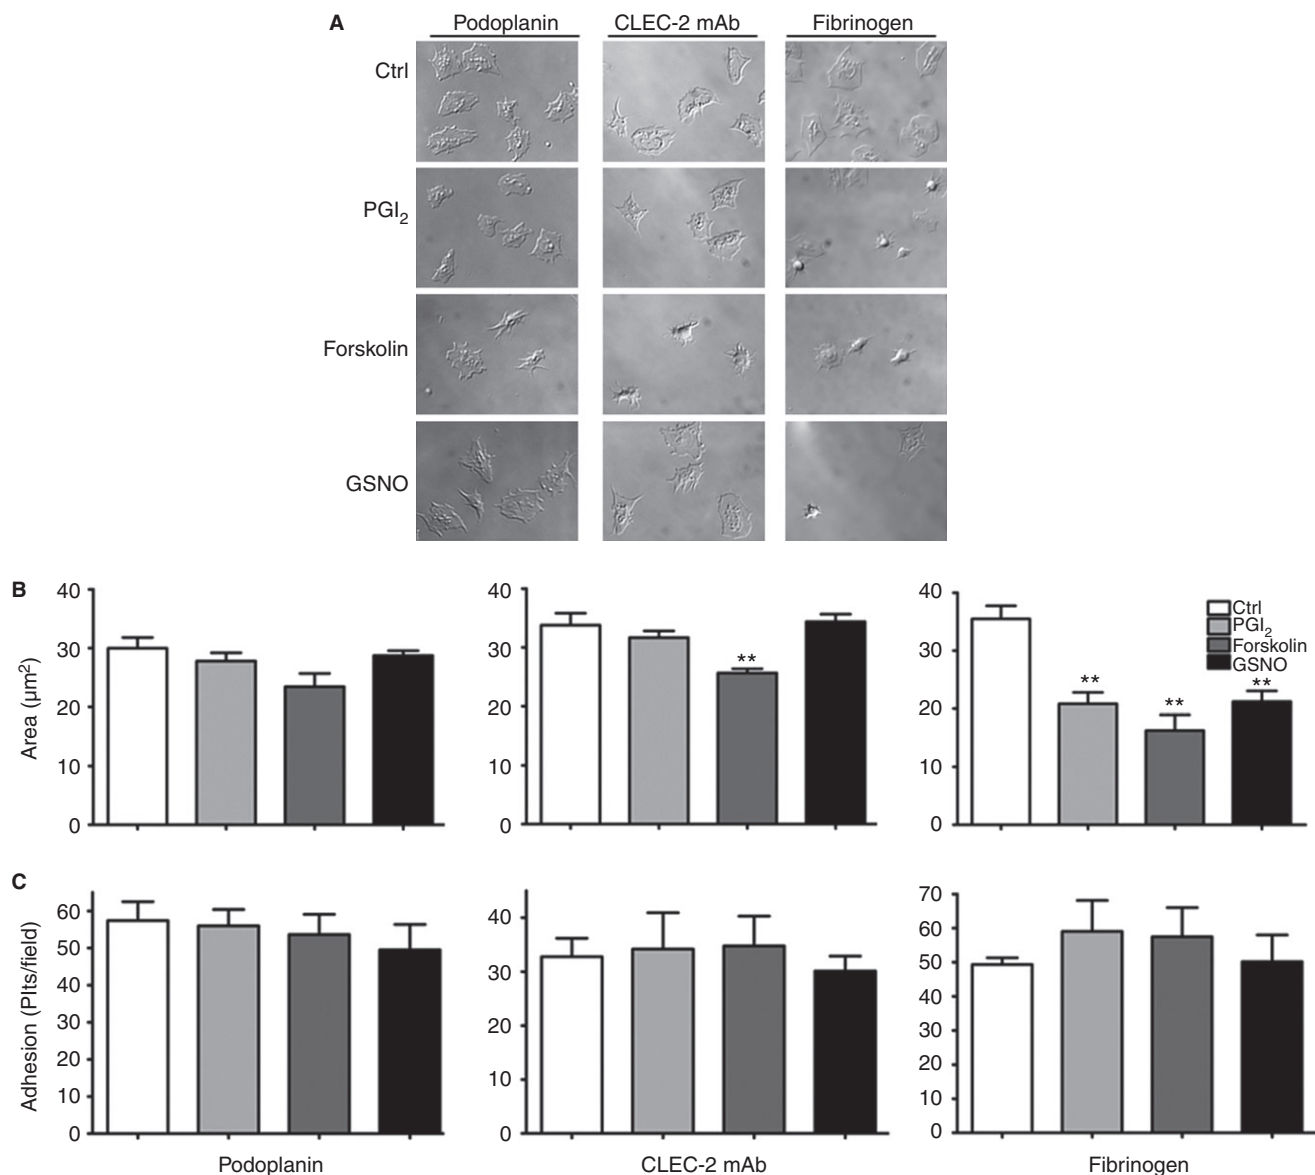 A
Podoplanin CLEC-2 mAb Fibrinogen
Ctrl
PGI2
Forskolin
GSNO
B
Area (µm2)
40
30
20
10
0
40
30
20
10
0
**
40
30
20
10
0
** ** **
Ctrl
PGI2
Forskolin
GSNO
C
Adhesion (Plts/field)
60
50
40
30
20
10
0
Podoplanin
40
30
20
10
0
CLEC-2 mAb
70
60
50
40
30
20
10
0
Fibrinogen